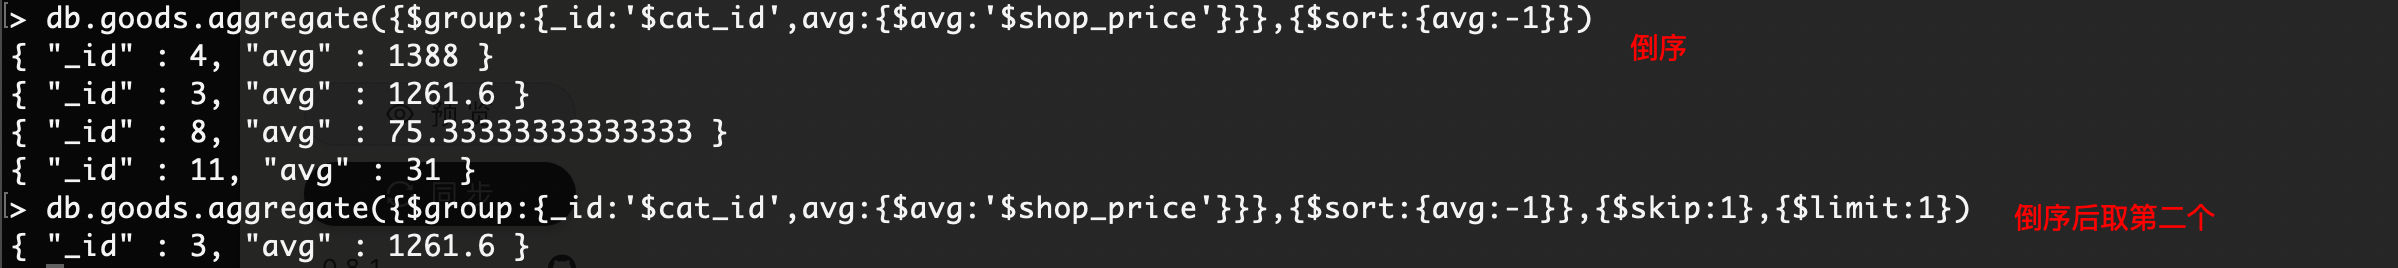 > db.goods.aggregate({$group:{_id:'$cat_id',avg:{$avg:'$shop_price'}}},{$sort:{avg:-1}})
倒序
{ "_id" : 4, "avg" : 1388 }
{ "_id" : 3, "avg" : 1261.6 }
{ "_id" : 8, "avg" : 75.33333333333333 }
{ "_id" : 11, "avg" : 31 }
> db.goods.aggregate({$group:{_id:'$cat_id',avg:{$avg:'$shop_price'}}},{$sort:{avg:-1}},{$skip:1},{$limit:1})
倒序后取第二个
{ "_id" : 3, "avg" : 1261.6 }